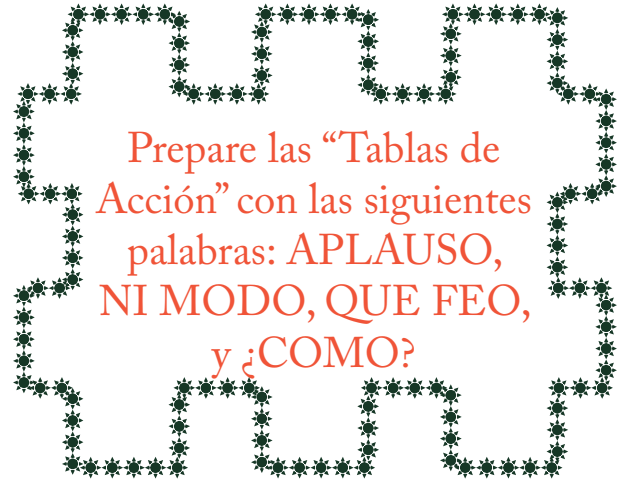 Prepare las “Tablas de
Acción” con las siguientes
palabras: APLAUSO,
NI MODO, QUE FEO,
y ¿COMO?